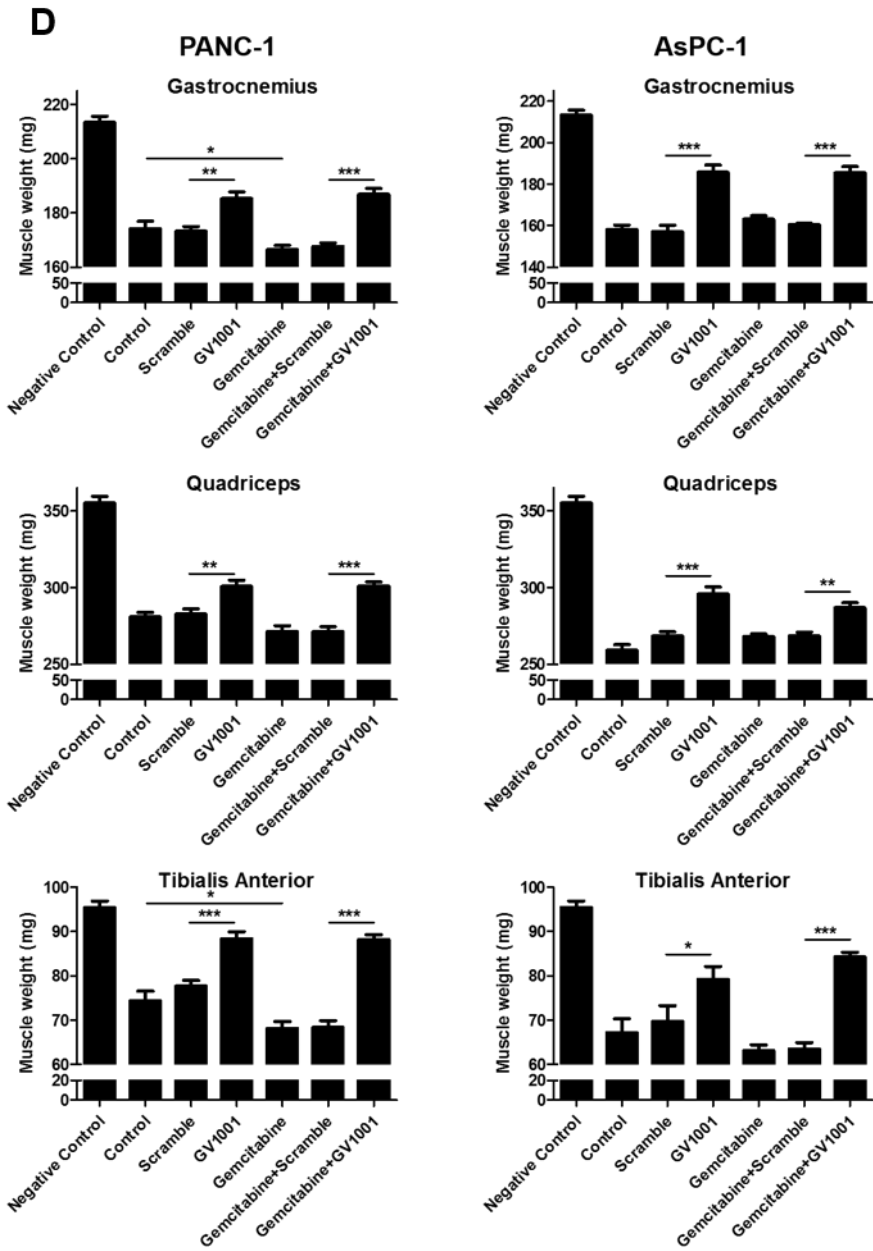 D
PANC-1
AsPC-1
Gastrocnemius
Muscle weight (mg)
220
200
180
160
50
0
*
**
***
Negative Control
Control
Scramble
GV1001
Gemcitabine
Gemcitabine+Scramble
Gemcitabine+GV1001
Gastrocnemius
Muscle weight (mg)
220
200
180
160
140
50
0
***
***
Negative Control
Control
Scramble
GV1001
Gemcitabine
Gemcitabine+Scramble
Gemcitabine+GV1001
Quadriceps
Muscle weight (mg)
350
300
250
50
0
**
***
Negative Control
Control
Scramble
GV1001
Gemcitabine
Gemcitabine+Scramble
Gemcitabine+GV1001
Quadriceps
Muscle weight (mg)
350
300
250
50
0
***
**
Negative Control
Control
Scramble
GV1001
Gemcitabine
Gemcitabine+Scramble
Gemcitabine+GV1001
Tibialis Anterior
Muscle weight (mg)
100
90
80
70
60
20
0
*
***
***
Negative Control
Control
Scramble
GV1001
Gemcitabine
Gemcitabine+Scramble
Gemcitabine+GV1001
Tibialis Anterior
Muscle weight (mg)
100
90
80
70
60
20
0
*
***
Negative Control
Control
Scramble
GV1001
Gemcitabine
Gemcitabine+Scramble
Gemcitabine+GV1001